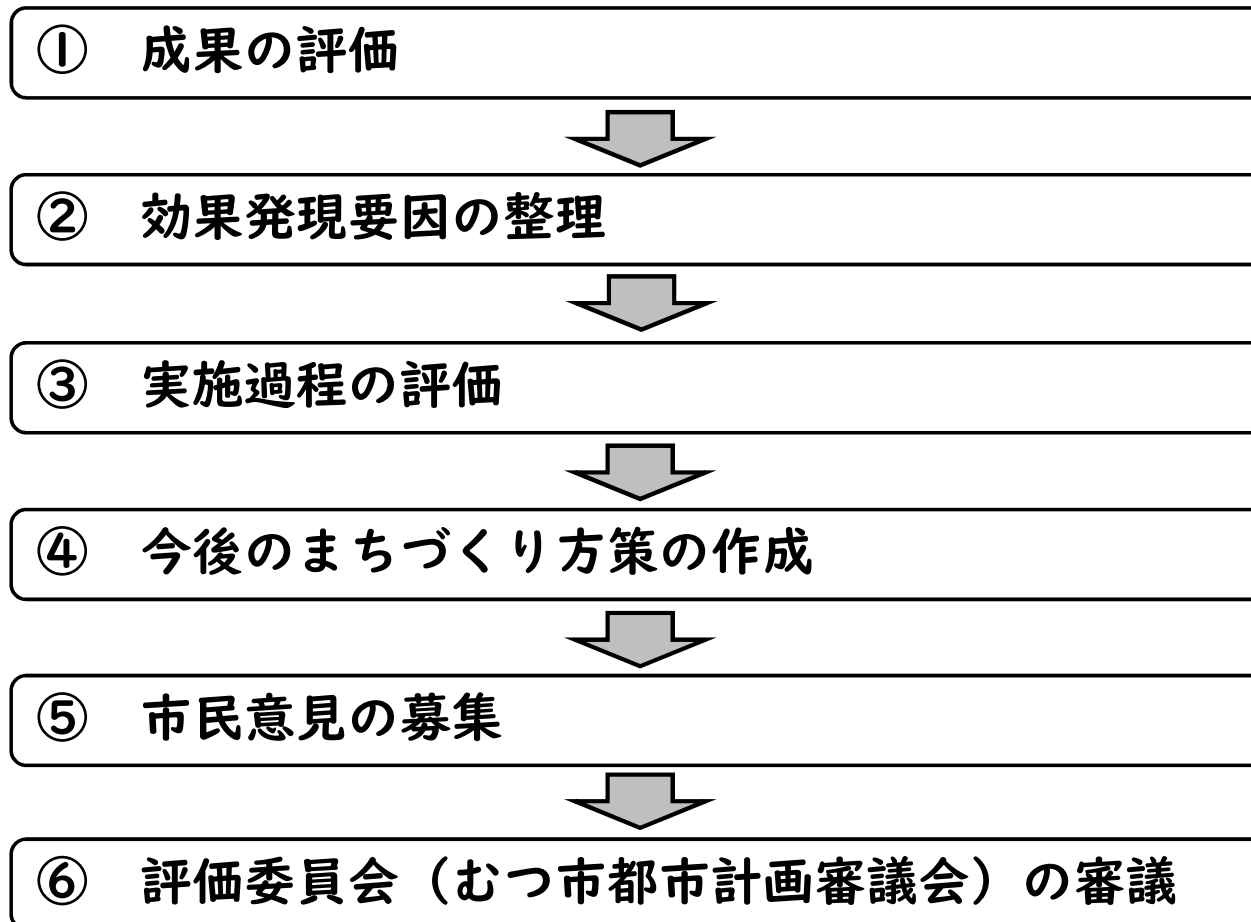 ① 成果の評価
② 効果発現要因の整理
③ 実施過程の評価
④ 今後のまちづくり方策の作成
⑤ 市民意見の募集
⑥ 評価委員会（むつ市都市計画審議会）の審議